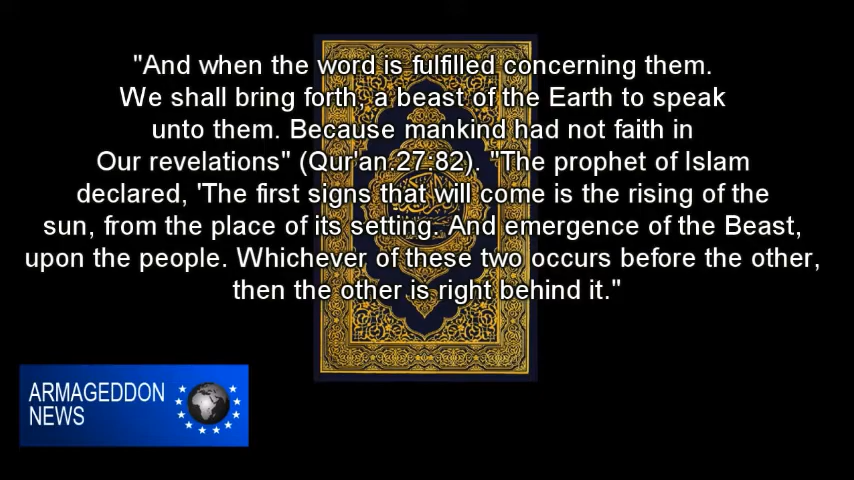 "And when the word is fulfilled concerning them.
We shall bring forth, a beast of the Earth to speak
unto them. Because mankind had not faith in
Our revelations" (Qur'an 27:82). "The prophet of Islam
declared, 'The first signs that will come is the rising of the
sun, from the place of its setting. And emergence of the Beast,
upon the people. Whichever of these two occurs before the other,
then the other is right behind it."
ARMAGEDDON
NEWS